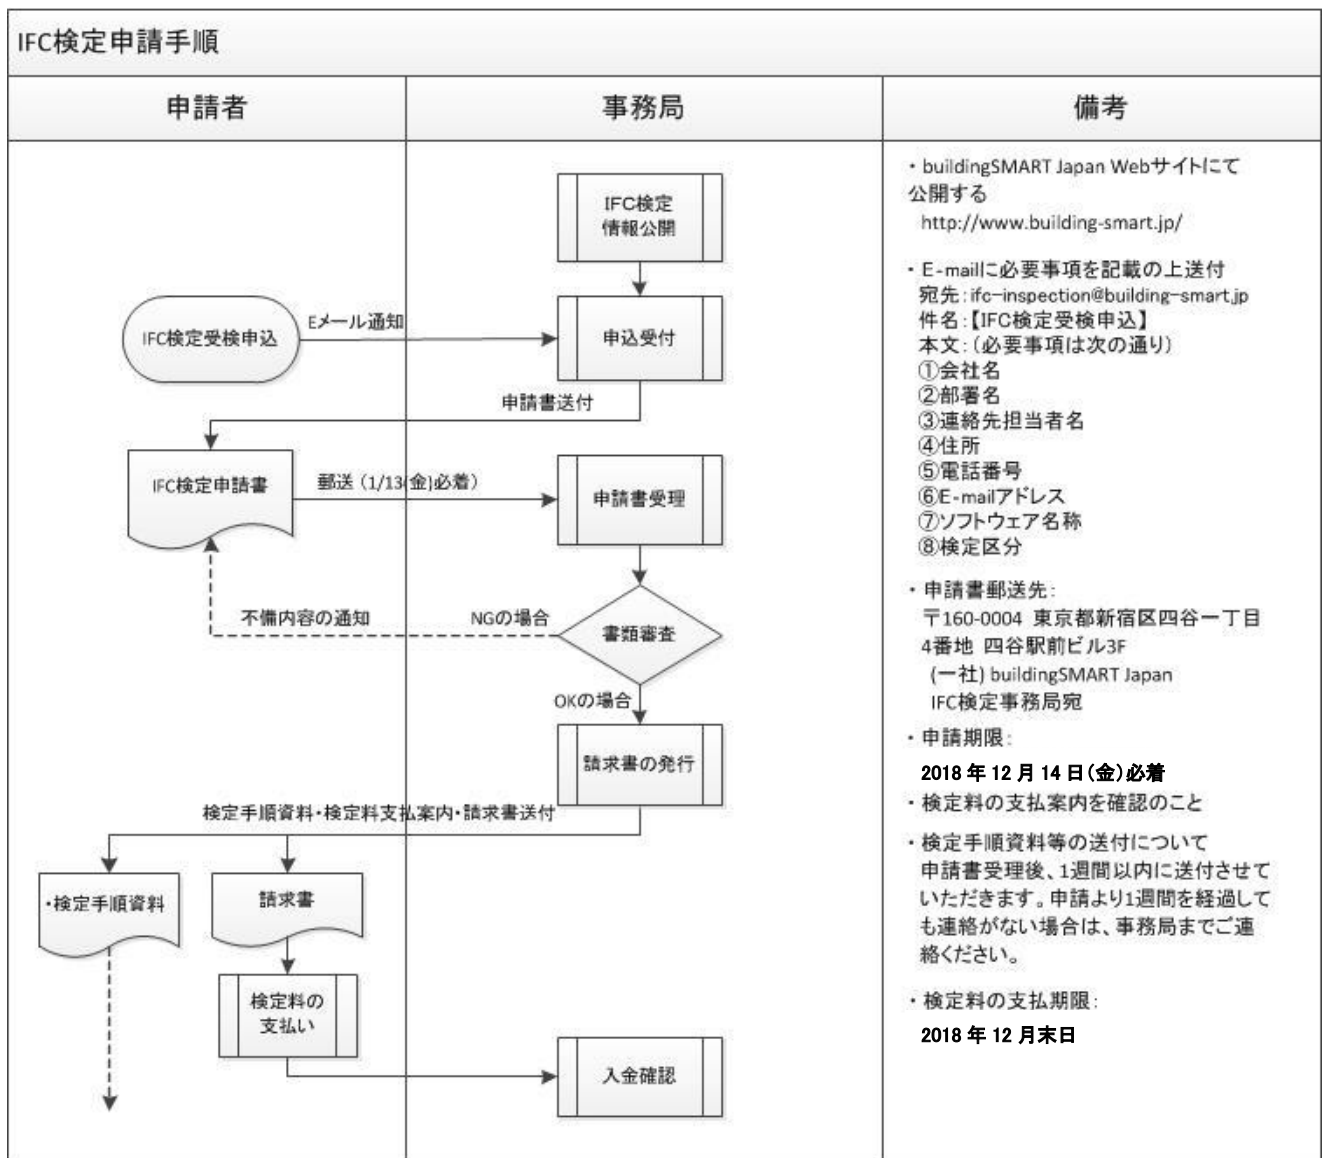 IFC検定申請手順
申請者
事務局
備考
IFC検定
情報公開
IFC検定受検申込
Eメール通知
申込受付
申請書送付
IFC検定申請書
郵送（1/13(金)必着）
申請書受理
不備内容の通知
NGの場合
書類審査
OKの場合
請求書の発行
検定手順資料・検定料支払案内・請求書送付
・検定手順資料
請求書
検定料の
支払い
入金確認
・buildingSMART Japan Webサイトにて
公開する
http://www.building-smart.jp/
・E-mailに必要事項を記載の上送付
宛先：ifc-inspection@building-smart.jp
件名：【IFC検定受検申込】
本文：（必要事項は次の通り）
①会社名
②部署名
③連絡先担当者名
④住所
⑤電話番号
⑥E-mailアドレス
⑦ソフトウェア名称
⑧検定区分
・申請書郵送先：
〒160-0004 東京都新宿区四谷一丁目
4番地 四谷駅前ビル3F
(一社) buildingSMART Japan
IFC検定事務局宛
・申請期限：
2018 年 12 月 14 日（金）必着
・検定料の支払案内を確認のこと
・検定手順資料等の送付について
申請書受理後、1週間以内に送付させて
いただきます。申請より1週間を経過して
も連絡がない場合は、事務局までご連
絡ください。
・検定料の支払期限：
2018 年 12 月末日